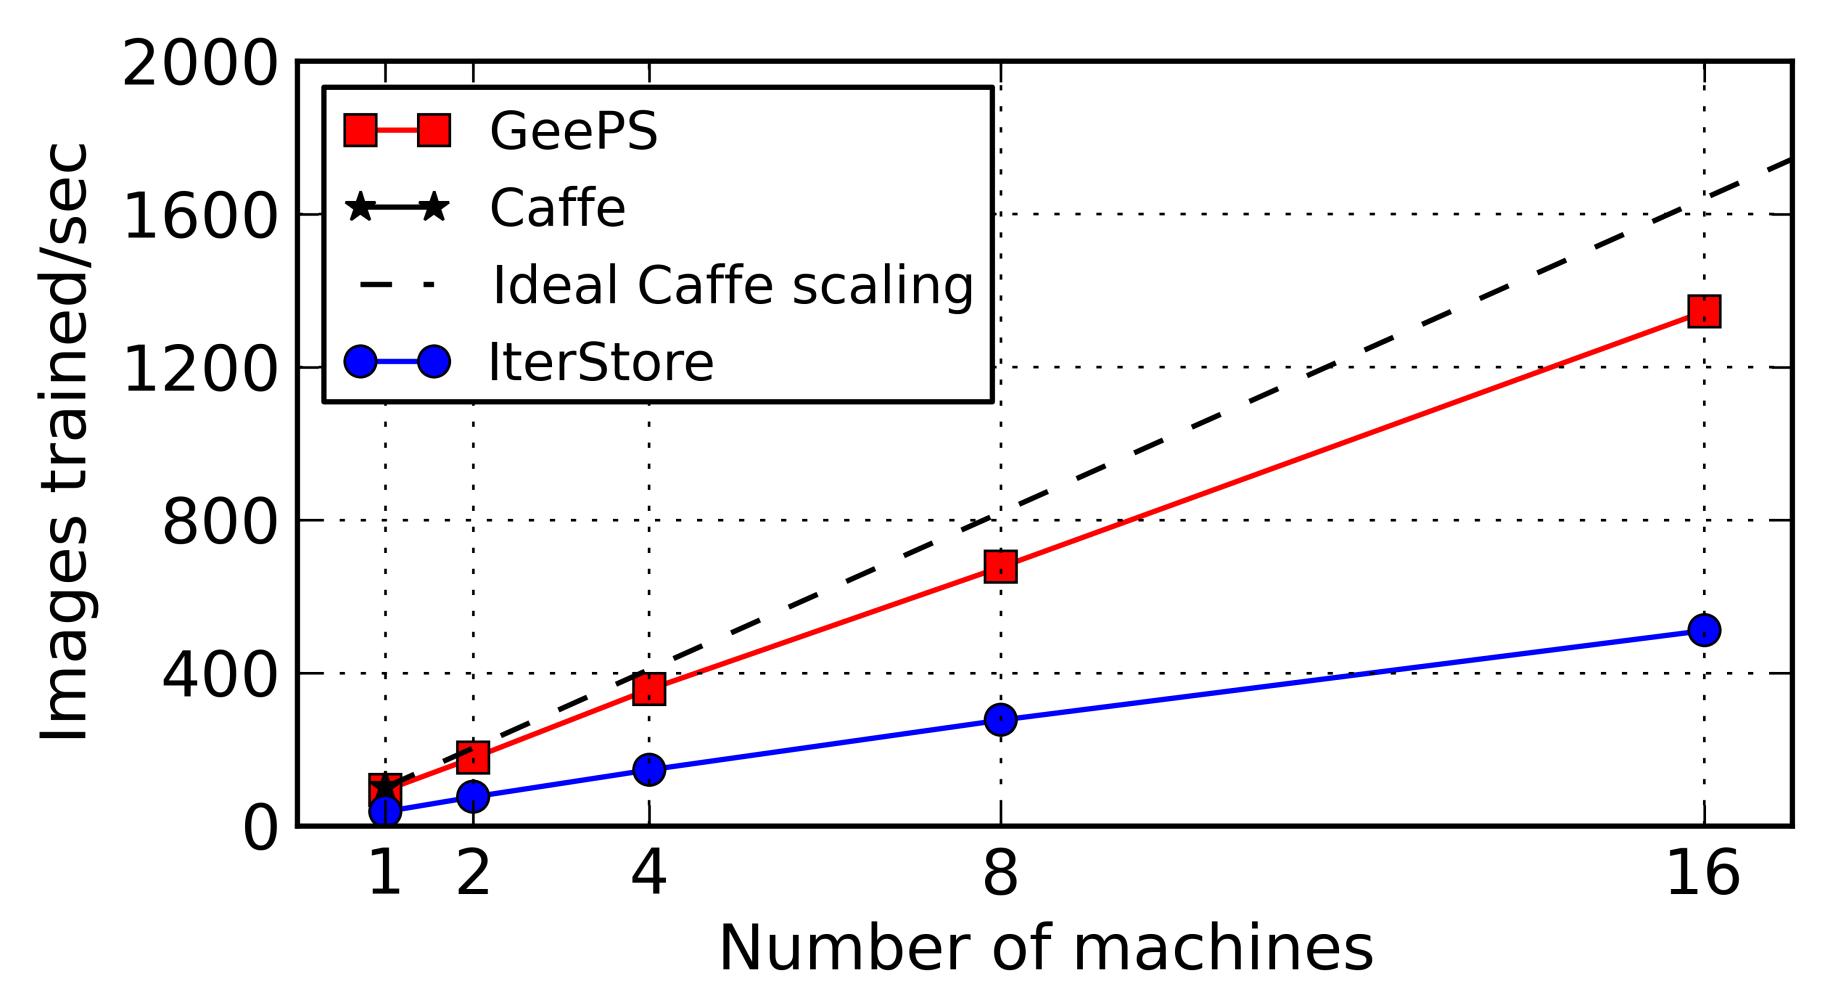 2000
1600
1200
800
400
0
Images trained/sec
GeePS
Caffe
Ideal Caffe scaling
IterStore
1 2 4 8 16
Number of machines